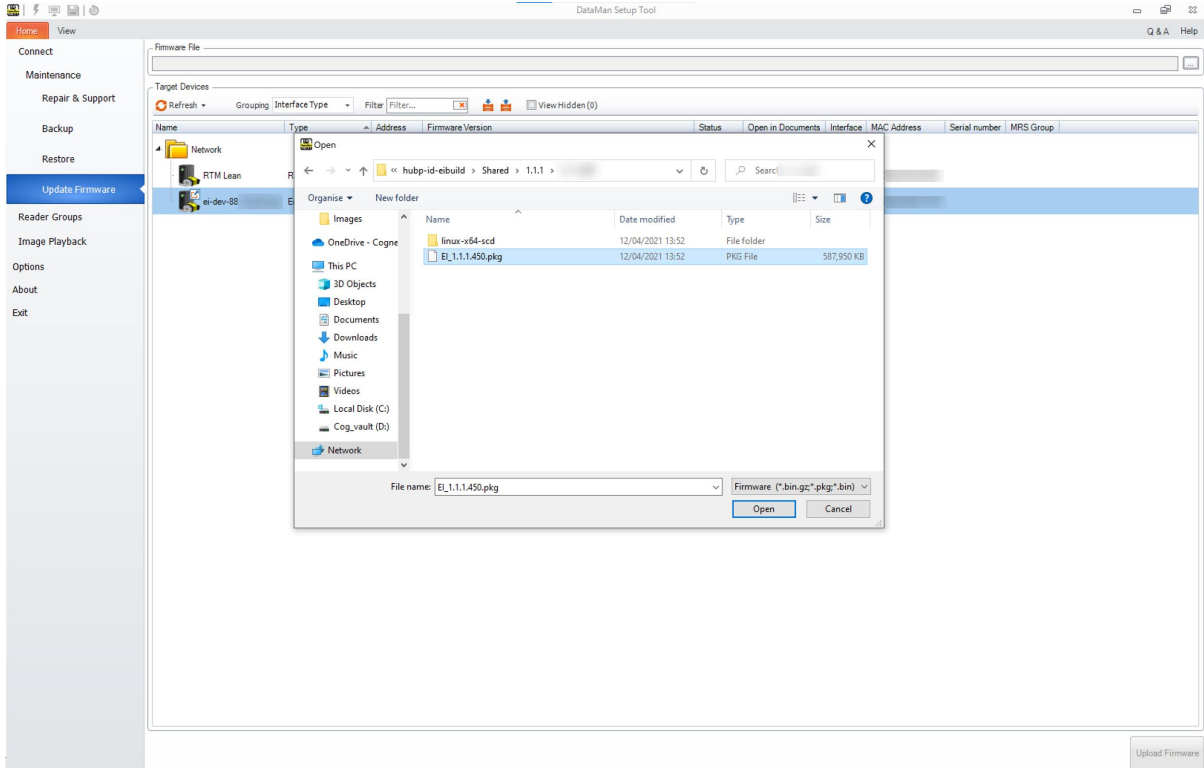 DataMan Setup Tool
Home View Q & A Help
Connect
Maintenance
Repair & Support
Backup
Restore
Update Firmware
Reader Groups
Image Playback
Options
About
Exit
Firmware File
...
Target Devices
Refresh Grouping Interface Type Filter Filter... View Hidden (0)
Name Type Address Firmware Version Status Open in Documents Interface MAC Address Serial number MRS Group
Network
RTM Lean R
ei-dev-88 Ei
Open
« hubp-id-eibuild > Shared > 1.1.1 > Searc
Organise New folder
Name Date modified Type Size
Images
OneDrive - Cogne
This PC
3D Objects
Desktop
Documents
Downloads
Music
Pictures
Videos
Local Disk (C:)
Cog_vault (D:)
Network
linux-x64-scd 12/04/2021 13:52 File folder
EI_1.1.1.450.pkg 12/04/2021 13:52 PKG File 587,950 KB
File name: EI_1.1.1.450.pkg Firmware (*.bin.gz;*.pkg;*.bin)
Open Cancel
Upload Firmware